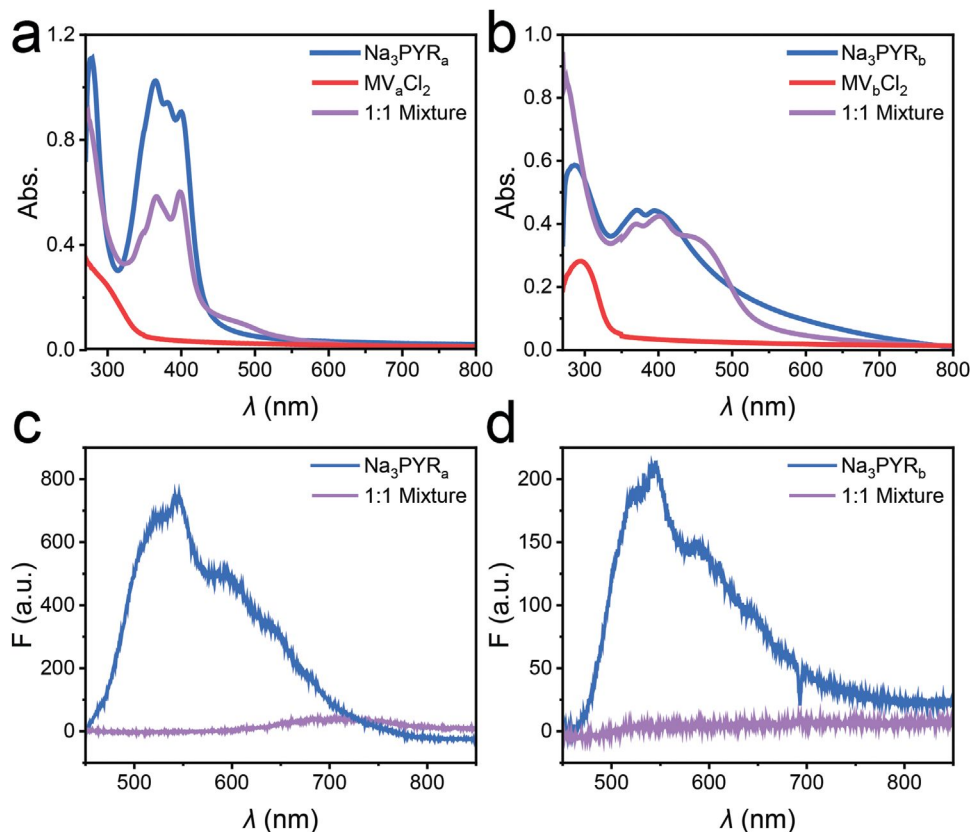 a
1.2
0.8
0.4
0.0
Abs.
300 400 500 600 700 800
λ (nm)
Na₃PYRₐ
MVₐCl₂
1:1 Mixture
b
1.0
0.8
0.6
0.4
0.2
0.0
Abs.
300 400 500 600 700 800
λ (nm)
Na₃PYR_b
MV_bCl₂
1:1 Mixture
c
800
600
400
200
0
F (a.u.)
500 600 700 800
λ (nm)
Na₃PYRₐ
1:1 Mixture
d
200
150
100
50
0
F (a.u.)
500 600 700 800
λ (nm)
Na₃PYR_b
1:1 Mixture